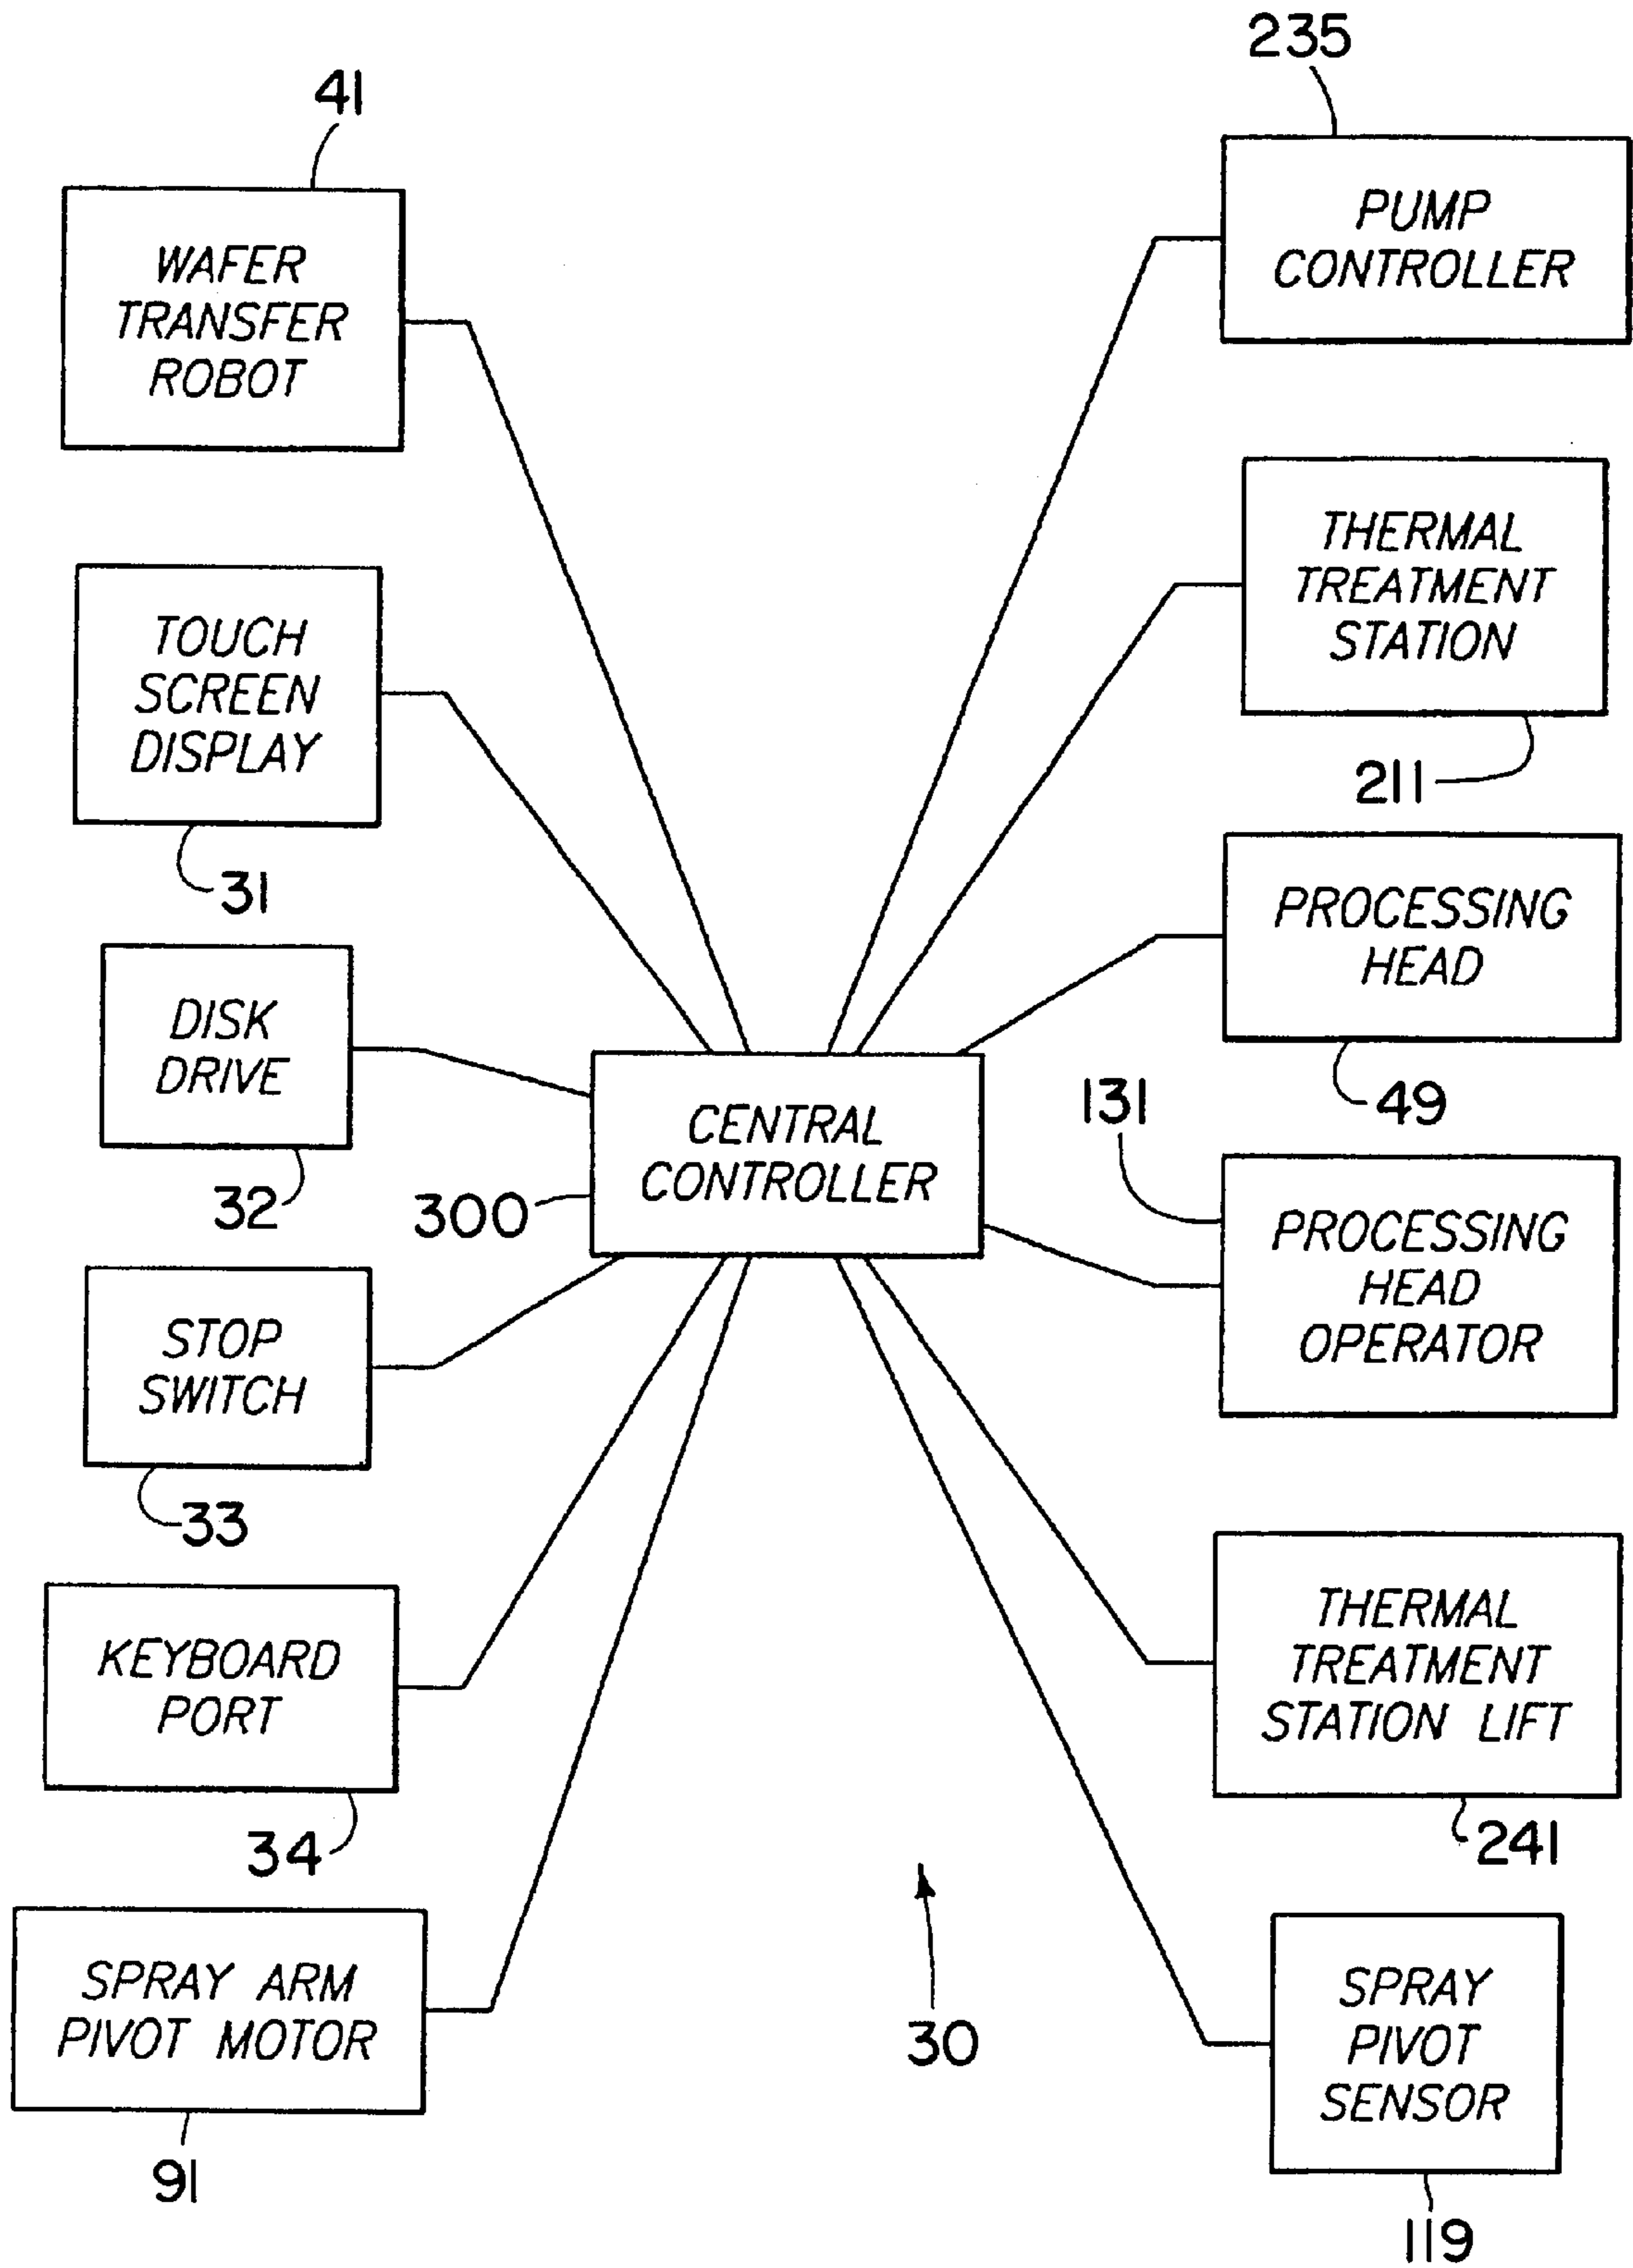 235
41
PUMP
CONTROLLER
WAFER
TRANSFER
ROBOT
THERMAL
TREATMENT
STATION
211
TOUCH
SCREEN
DISPLAY
31
PROCESSING
HEAD
49
DISK
DRIVE
32
CENTRAL
CONTROLLER
300
131
PROCESSING
HEAD
OPERATOR
STOP
SWITCH
33
THERMAL
TREATMENT
STATION LIFT
241
KEYBOARD
PORT
34
SPRAY ARM
PIVOT MOTOR
91
30
SPRAY
PIVOT
SENSOR
119